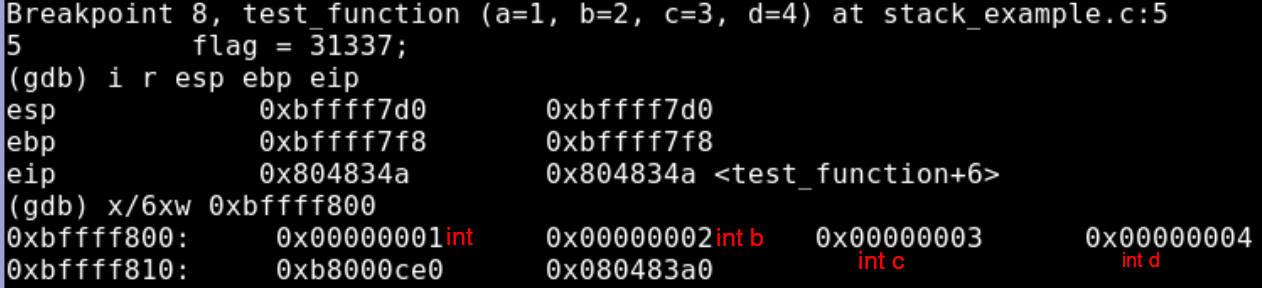 Breakpoint 8, test_function (a=1, b=2, c=3, d=4) at stack_example.c:5
5          flag = 31337;
(gdb) i r esp ebp eip
esp            0xbffff7d0       0xbffff7d0
ebp            0xbffff7f8       0xbffff7f8
eip            0x804834a        0x804834a <test_function+6>
(gdb) x/6xw 0xbffff800
0xbffff800:     0x00000001 int     0x00000002 int b     0x00000003     0x00000004
int c     int d
0xbffff810:     0xb8000ce0      0x080483a0